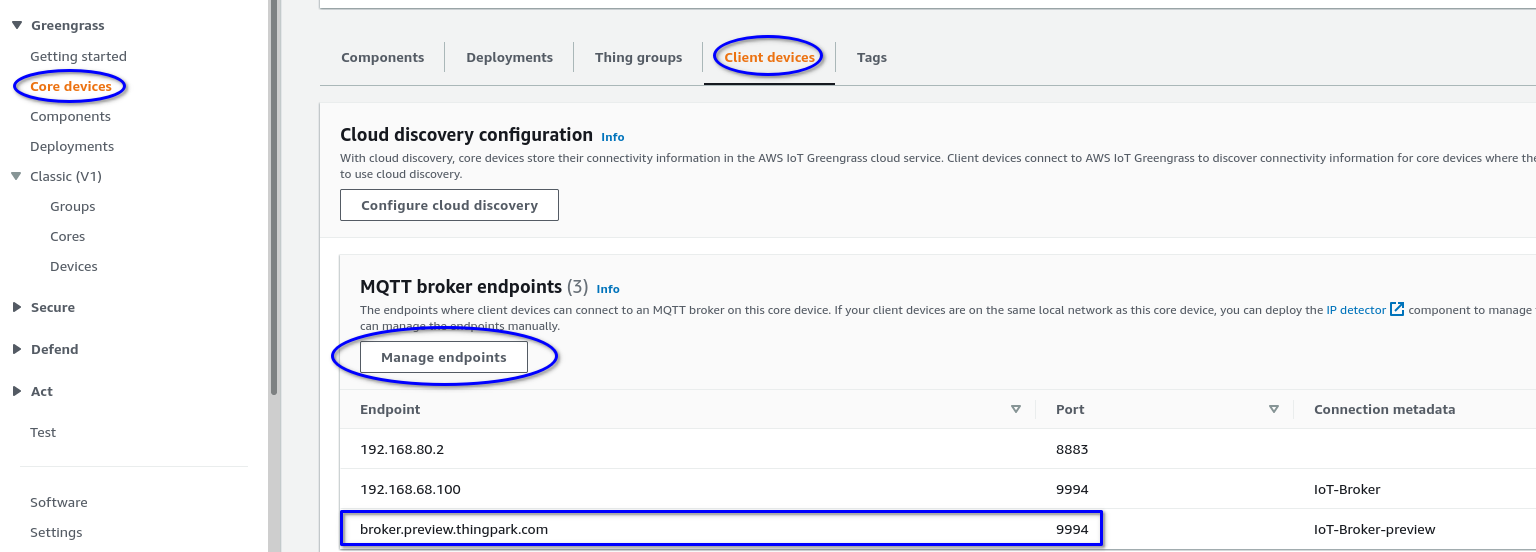 Greengrass
Getting started
Core devices
Components
Deployments
Classic (V1)
Groups
Cores
Devices
Secure
Defend
Act
Test
Software
Settings
Components Deployments Thing groups Client devices Tags
Cloud discovery configuration Info
With cloud discovery, core devices store their connectivity information in the AWS IoT Greengrass cloud service. Client devices connect to AWS IoT Greengrass to discover connectivity information for core devices where the
to use cloud discovery.
Configure cloud discovery
MQTT broker endpoints (3) Info
The endpoints where client devices can connect to an MQTT broker on this core device. If your client devices are on the same local network as this core device, you can deploy the IP detector component to manage
can manage the endpoints manually.
Manage endpoints
Endpoint Port Connection metadata
192.168.80.2 8883
192.168.68.100 9994 IoT-Broker
broker.preview.thingpark.com 9994 IoT-Broker-preview